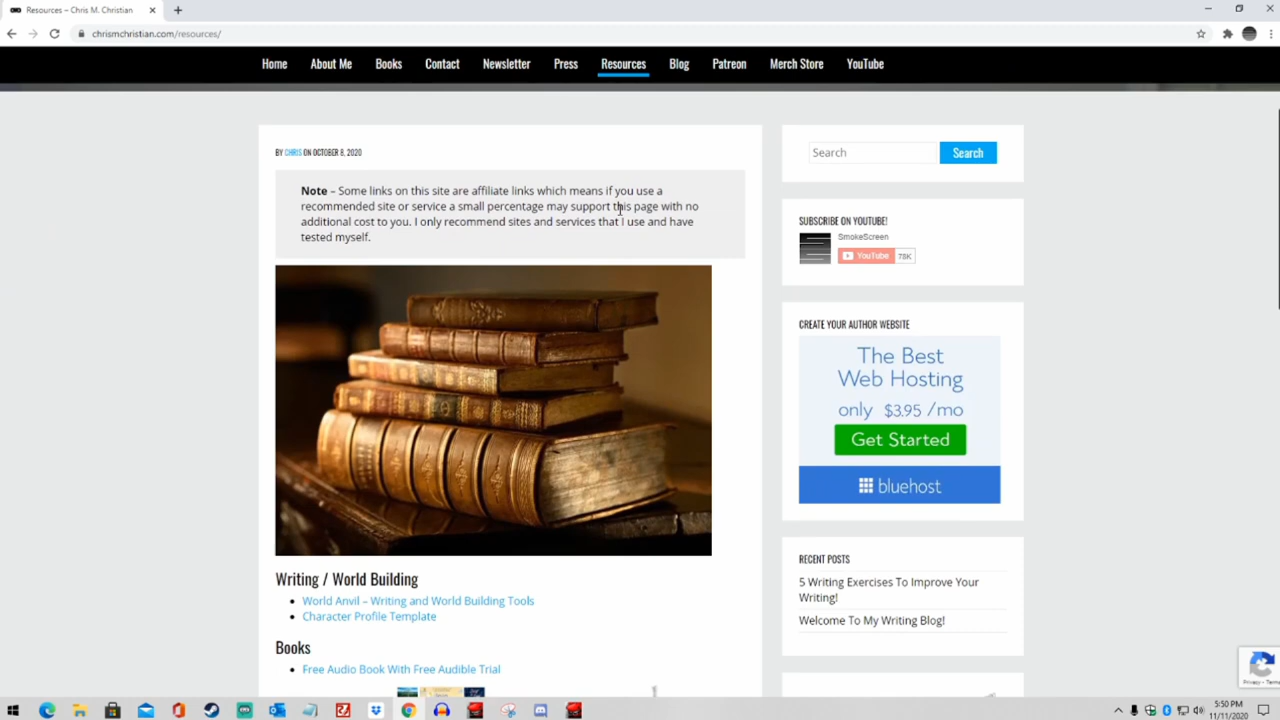 Resources – Chris M. Christian
chrismchristian.com/resources/
Home About Me Books Contact Newsletter Press Resources Blog Patreon Merch Store YouTube
BY CHRIS ON OCTOBER 8, 2020
Note – Some links on this site are affiliate links which means if you use a
recommended site or service a small percentage may support this page with no
additional cost to you. I only recommend sites and services that I use and have
tested myself.
Writing / World Building
World Anvil – Writing and World Building Tools
Character Profile Template
Books
Free Audio Book With Free Audible Trial
Search Search
SUBSCRIBE ON YOUTUBE!
SmokeScreen
YouTube 78K
CREATE YOUR AUTHOR WEBSITE
The Best
Web Hosting
only $3.95 /mo
Get Started
bluehost
RECENT POSTS
5 Writing Exercises To Improve Your
Writing!
Welcome To My Writing Blog!
Privacy - Terms
5:50 PM
11/11/2020